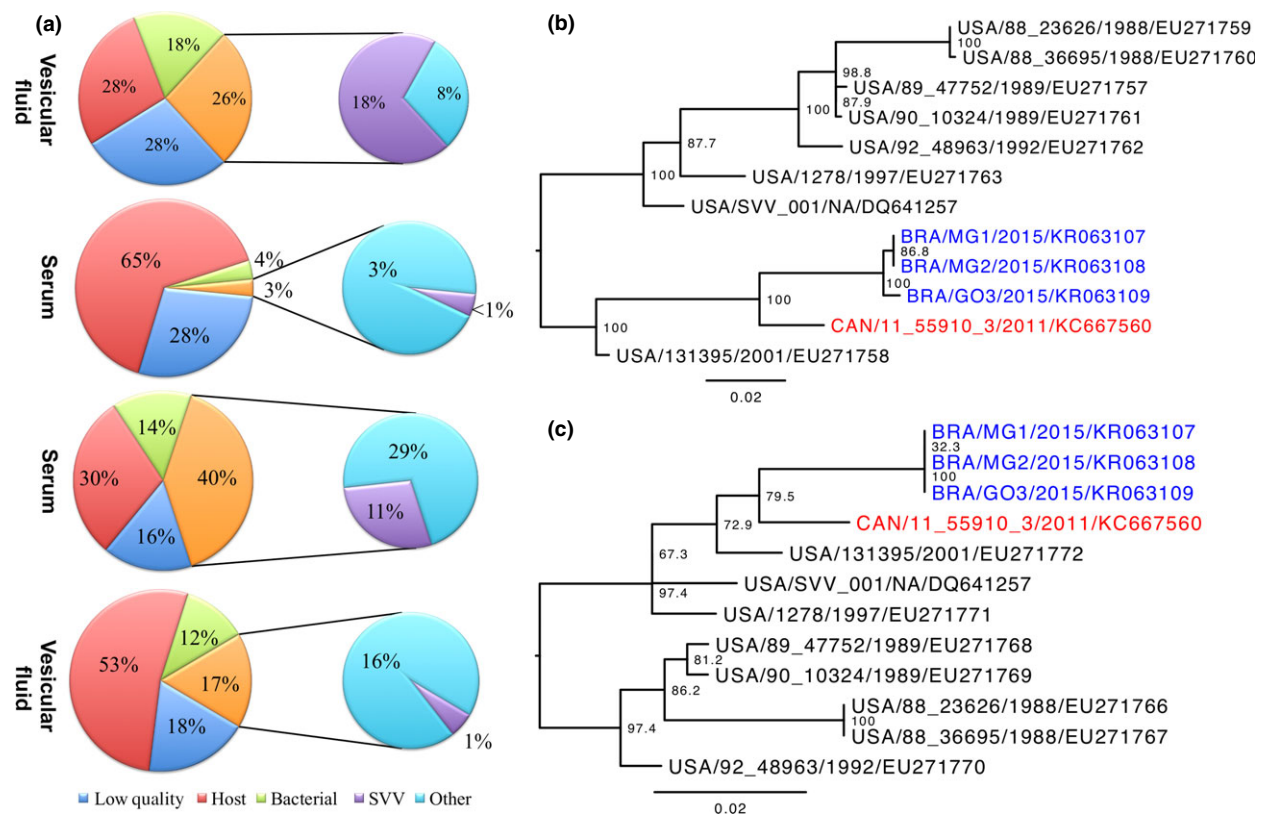 (a)
Vesicular fluid
18%
28%
26%
28%
18%
8%
Serum
65%
4%
3%
28%
3%
<1%
Serum
14%
30%
40%
16%
29%
11%
Vesicular fluid
12%
53%
17%
18%
16%
1%
Low quality Host Bacterial SVV Other
(b)
USA/88_23626/1988/EU271759
100
USA/88_36695/1988/EU271760
98.8
USA/89_47752/1989/EU271757
87.9
100
USA/90_10324/1989/EU271761
87.7
USA/92_48963/1992/EU271762
100
USA/1278/1997/EU271763
USA/SVV_001/NA/DQ641257
BRA/MG1/2015/KR063107
86.8
BRA/MG2/2015/KR063108
100
BRA/GO3/2015/KR063109
100
CAN/11_55910_3/2011/KC667560
100
USA/131395/2001/EU271758
0.02
(c)
BRA/MG1/2015/KR063107
32.3
BRA/MG2/2015/KR063108
100
BRA/GO3/2015/KR063109
79.5
CAN/11_55910_3/2011/KC667560
72.9
USA/131395/2001/EU271772
67.3
USA/SVV_001/NA/DQ641257
97.4
USA/1278/1997/EU271771
USA/89_47752/1989/EU271768
81.2
USA/90_10324/1989/EU271769
86.2
USA/88_23626/1988/EU271766
100
USA/88_36695/1988/EU271767
97.4
USA/92_48963/1992/EU271770
0.02